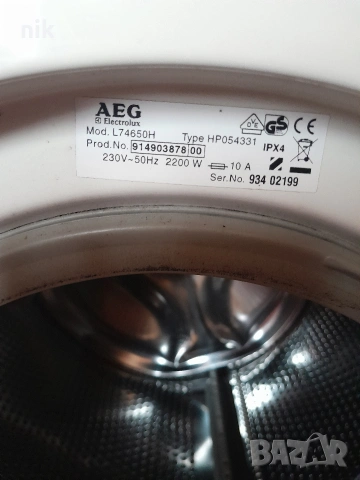 nik
AEG
Electrolux
Mod. L74650H Type HP054331 IPX4
Prod.No. 914903878 00
230V~50Hz 2200 W 10 A
Ser.No. 934 02199
BAZAR